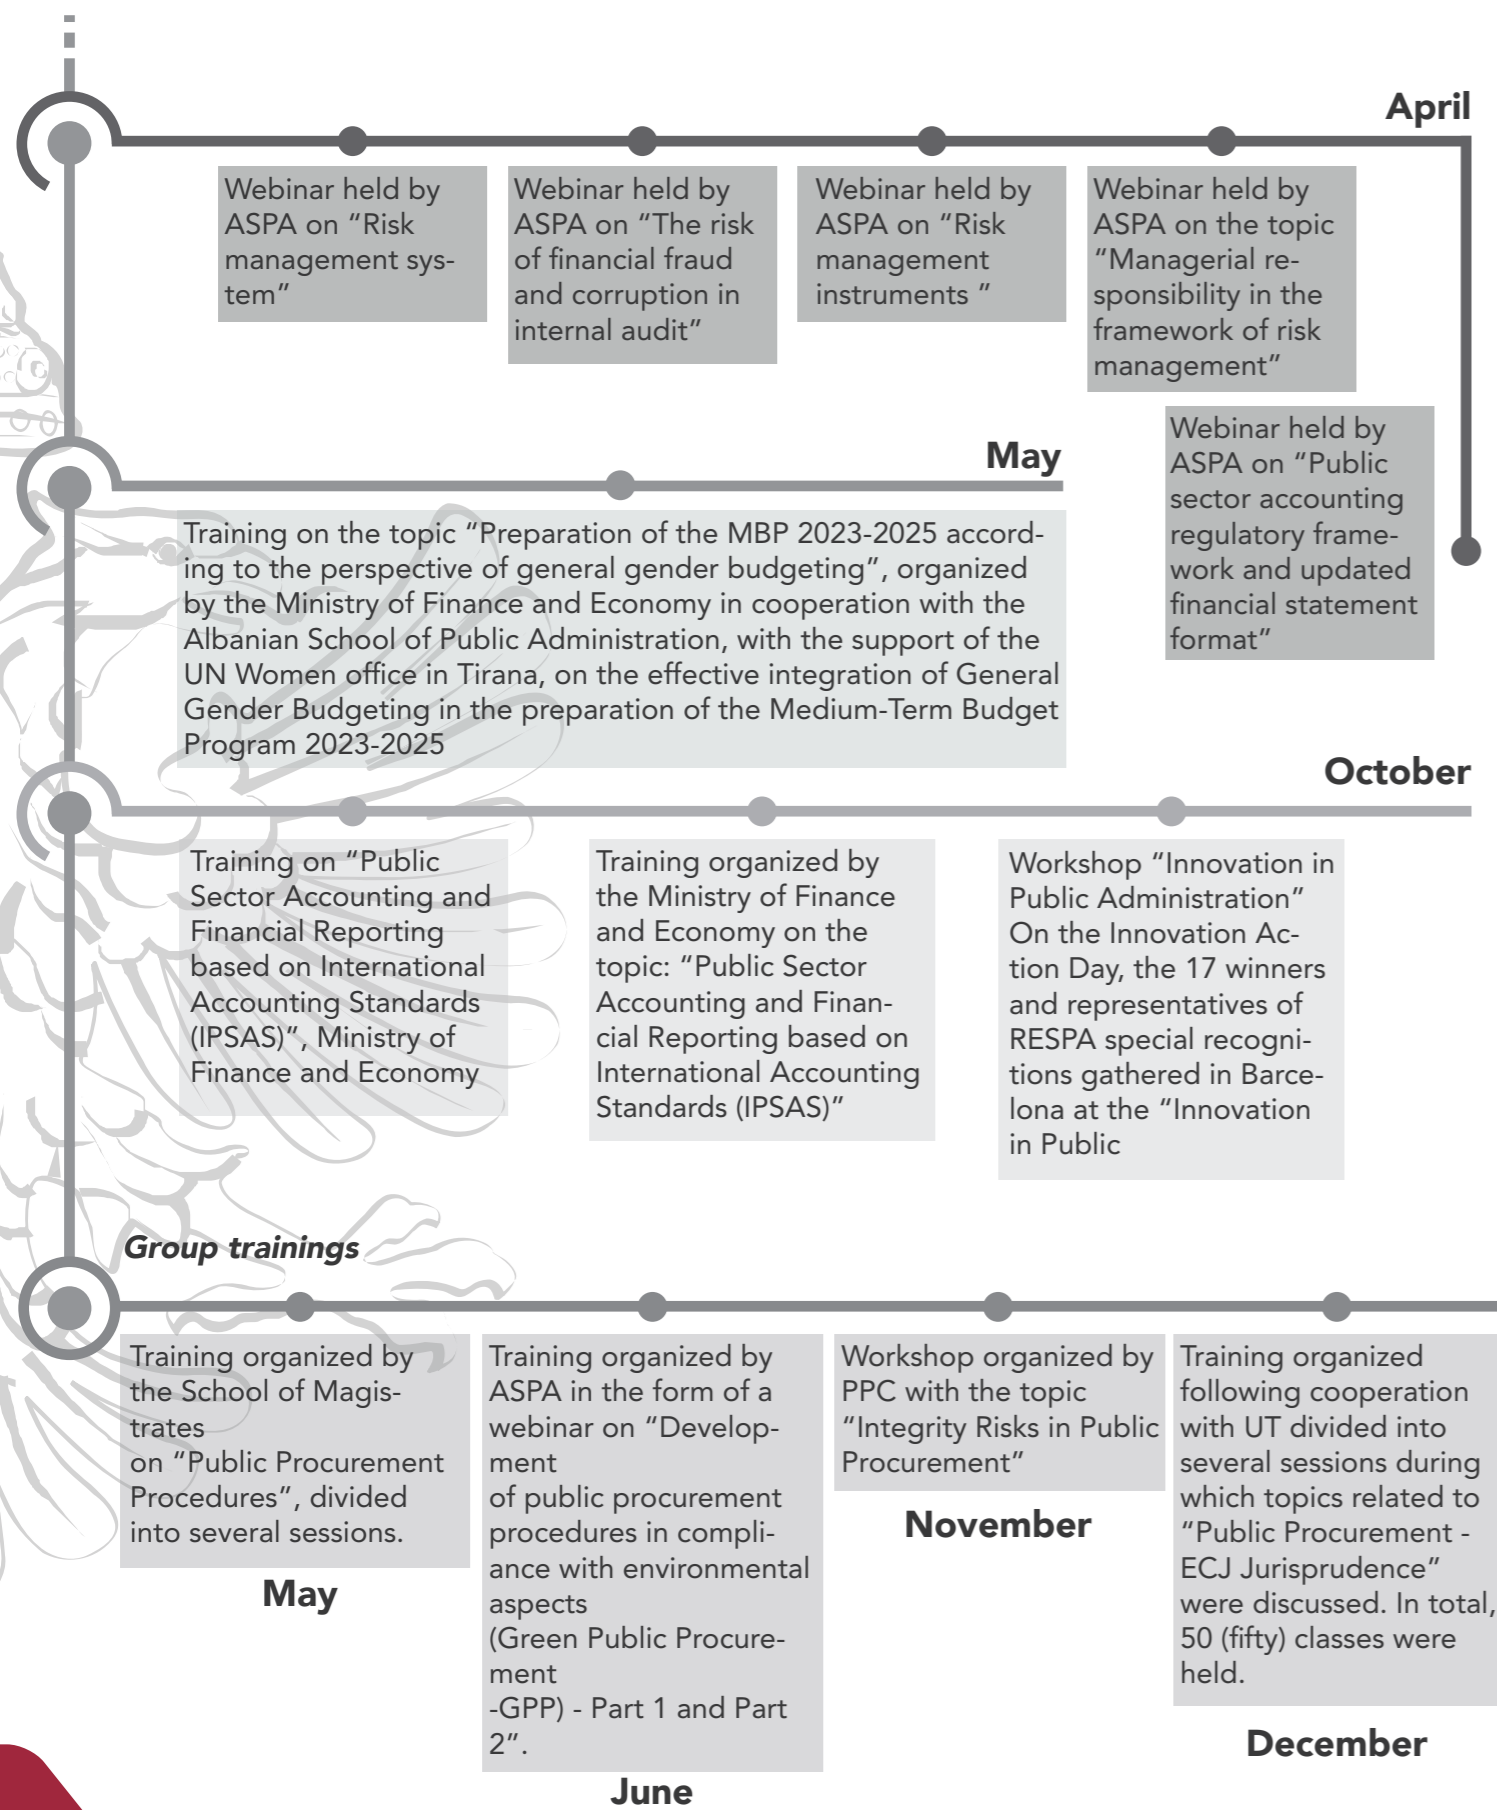 April
Webinar held by
ASPA on “Risk
management sys-
tem”
Webinar held by
ASPA on “The risk
of financial fraud
and corruption in
internal audit”
Webinar held by
ASPA on “Risk
management
instruments ”
Webinar held by
ASPA on the topic
“Managerial re-
sponsibility in the
framework of risk
management”
Webinar held by
ASPA on “Public
sector accounting
regulatory frame-
work and updated
financial statement
format”
May
Training on the topic “Preparation of the MBP 2023-2025 accord-
ing to the perspective of general gender budgeting”, organized
by the Ministry of Finance and Economy in cooperation with the
Albanian School of Public Administration, with the support of the
UN Women office in Tirana, on the effective integration of General
Gender Budgeting in the preparation of the Medium-Term Budget
Program 2023-2025
October
Training on “Public
Sector Accounting and
Financial Reporting
based on International
Accounting Standards
(IPSAS)”, Ministry of
Finance and Economy
Training organized by
the Ministry of Finance
and Economy on the
topic: “Public Sector
Accounting and Finan-
cial Reporting based on
International Accounting
Standards (IPSAS)”
Workshop “Innovation in
Public Administration”
On the Innovation Ac-
tion Day, the 17 winners
and representatives of
RESPA special recogni-
tions gathered in Barce-
lona at the “Innovation
in Public
Group trainings
Training organized by
the School of Magis-
trates
on “Public Procurement
Procedures”, divided
into several sessions.
May
Training organized by
ASPA in the form of a
webinar on “Develop-
ment
of public procurement
procedures in compli-
ance with environmental
aspects
(Green Public Procure-
ment
-GPP) - Part 1 and Part
2”.
June
Workshop organized by
PPC with the topic
“Integrity Risks in Public
Procurement”
November
Training organized
following cooperation
with UT divided into
several sessions during
which topics related to
“Public Procurement -
ECJ Jurisprudence”
were discussed. In total,
50 (fifty) classes were
held.
December